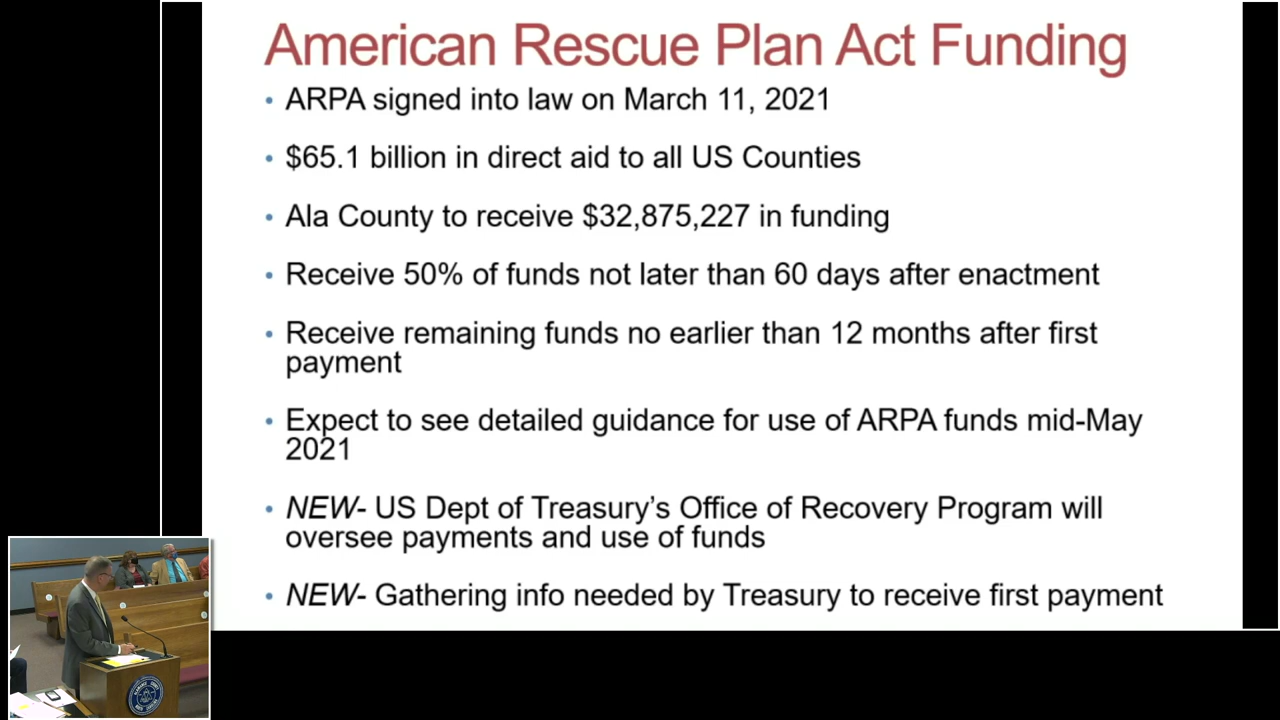 American Rescue Plan Act Funding
• ARPA signed into law on March 11, 2021
• $65.1 billion in direct aid to all US Counties
• Ala County to receive $32,875,227 in funding
• Receive 50% of funds not later than 60 days after enactment
• Receive remaining funds no earlier than 12 months after first
payment
• Expect to see detailed guidance for use of ARPA funds mid-May
2021
• NEW- US Dept of Treasury’s Office of Recovery Program will
oversee payments and use of funds
• NEW- Gathering info needed by Treasury to receive first payment